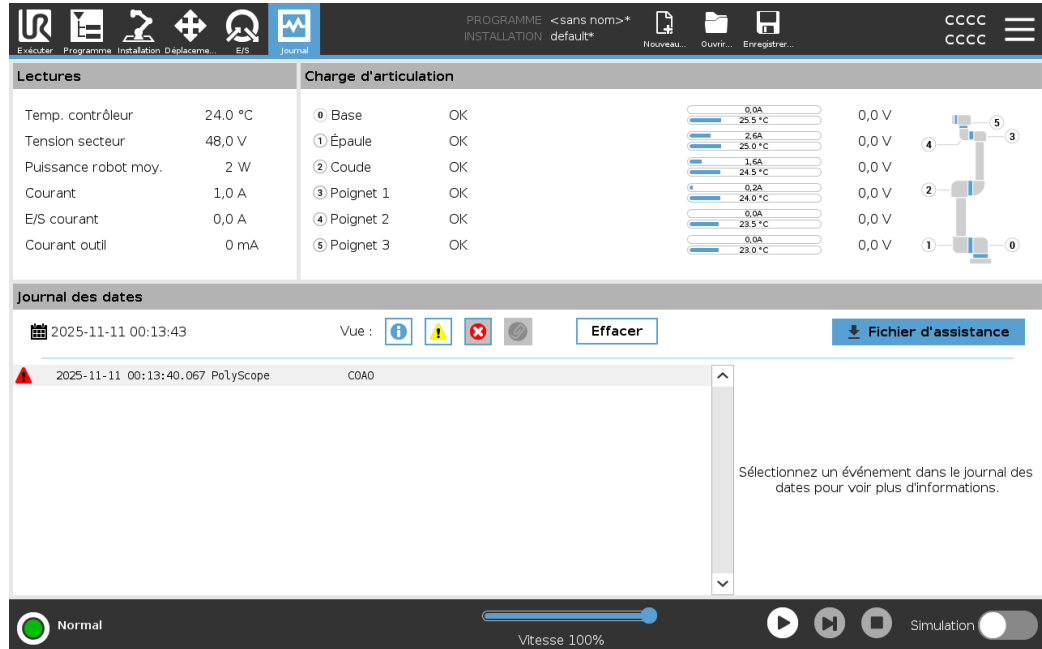 UR
Exécuter
Programme
Installation
Déplaceme...
E/S
Journal
PROGRAMME <sans nom>*
INSTALLATION default*
Nouveau...
Ouvrir...
Enregistrer...
CCCC
CCCC
Lectures
Temp. contrôleur 24.0 °C
Tension secteur 48,0 V
Puissance robot moy. 2 W
Courant 1,0 A
E/S courant 0,0 A
Courant outil 0 mA
Charge d'articulation
0 Base OK 0,0A 25.5 °C 0,0 V
1 Épaule OK 2,6A 25.0 °C 0,0 V
2 Coude OK 1,6A 24.5 °C 0,0 V
3 Poignet 1 OK 0,2A 24.0 °C 0,0 V
4 Poignet 2 OK 0,0A 23.5 °C 0,0 V
5 Poignet 3 OK 0,0A 23.0 °C 0,0 V
5
3
4
2
1
0
Journal des dates
2025-11-11 00:13:43
Vue :
Effacer
Fichier d'assistance
2025-11-11 00:13:40.067 PolyScope C0A0
Sélectionnez un événement dans le journal des
dates pour voir plus d'informations.
Normal
Vitesse 100%
Simulation